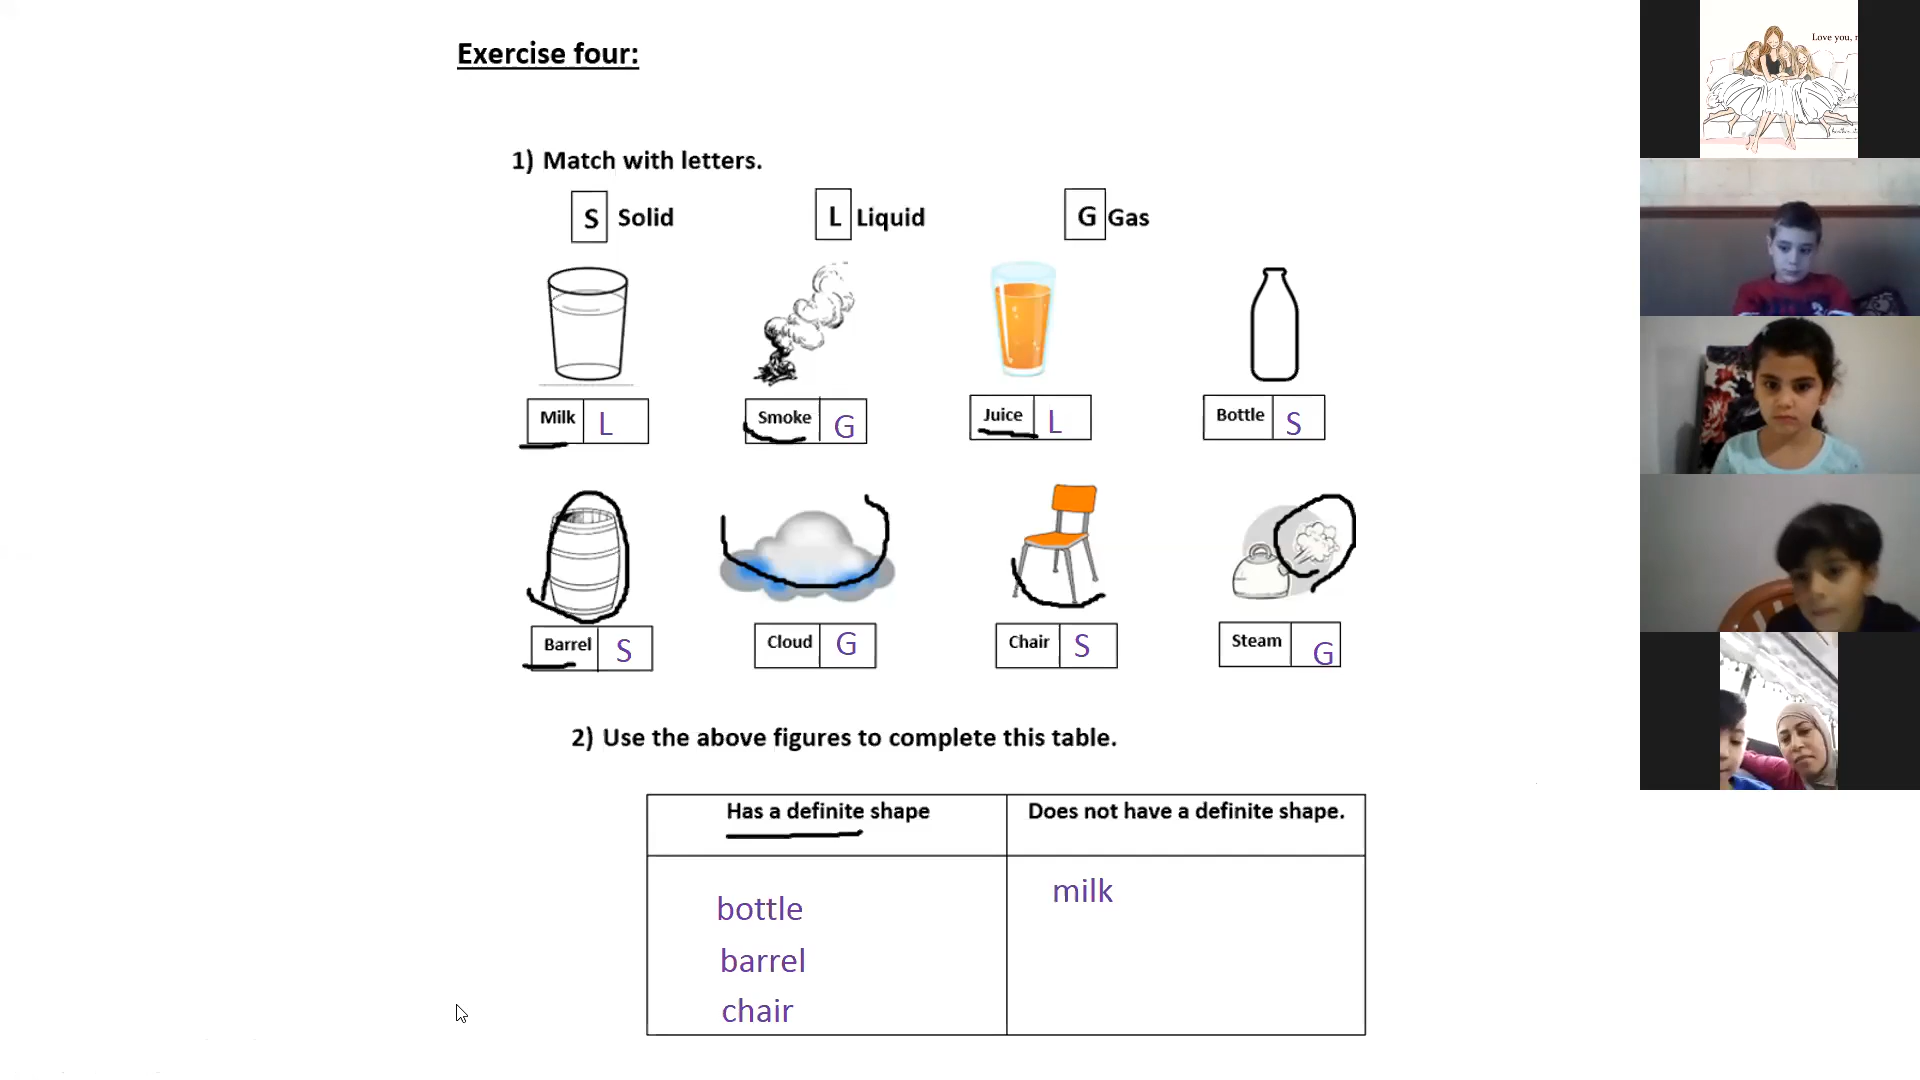 Exercise four:
1) Match with letters.
S Solid L Liquid G Gas
Milk L Smoke G Juice L Bottle S
Barrel S Cloud G Chair S Steam G
2) Use the above figures to complete this table.
Has a definite shape Does not have a definite shape.
bottle milk
barrel
chair
Love you,